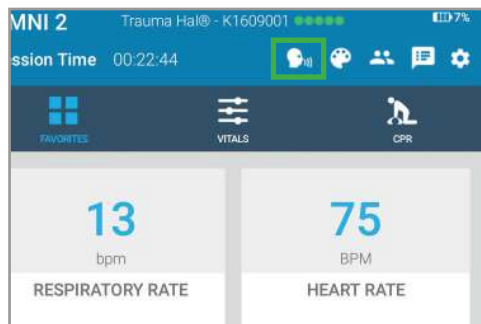 MNI 2 Trauma Hal® - K1609001 7%
ssion Time 00:22:44
FAVORITES VITALS CPR
13 75
bpm BPM
RESPIRATORY RATE HEART RATE